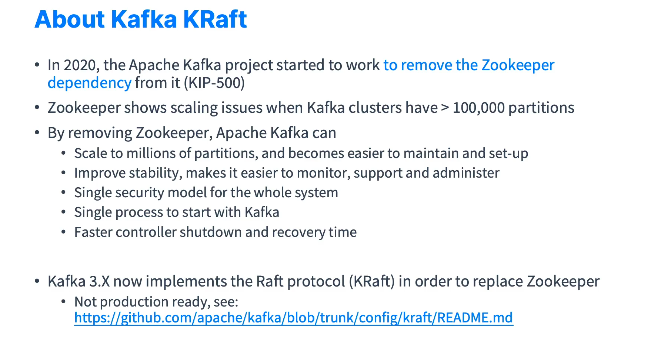 About Kafka KRaft
• In 2020, the Apache Kafka project started to work to remove the Zookeeper
dependency from it (KIP-500)
• Zookeeper shows scaling issues when Kafka clusters have > 100,000 partitions
• By removing Zookeeper, Apache Kafka can
• Scale to millions of partitions, and becomes easier to maintain and set-up
• Improve stability, makes it easier to monitor, support and administer
• Single security model for the whole system
• Single process to start with Kafka
• Faster controller shutdown and recovery time
• Kafka 3.X now implements the Raft protocol (KRaft) in order to replace Zookeeper
• Not production ready, see:
https://github.com/apache/kafka/blob/trunk/config/kraft/README.md